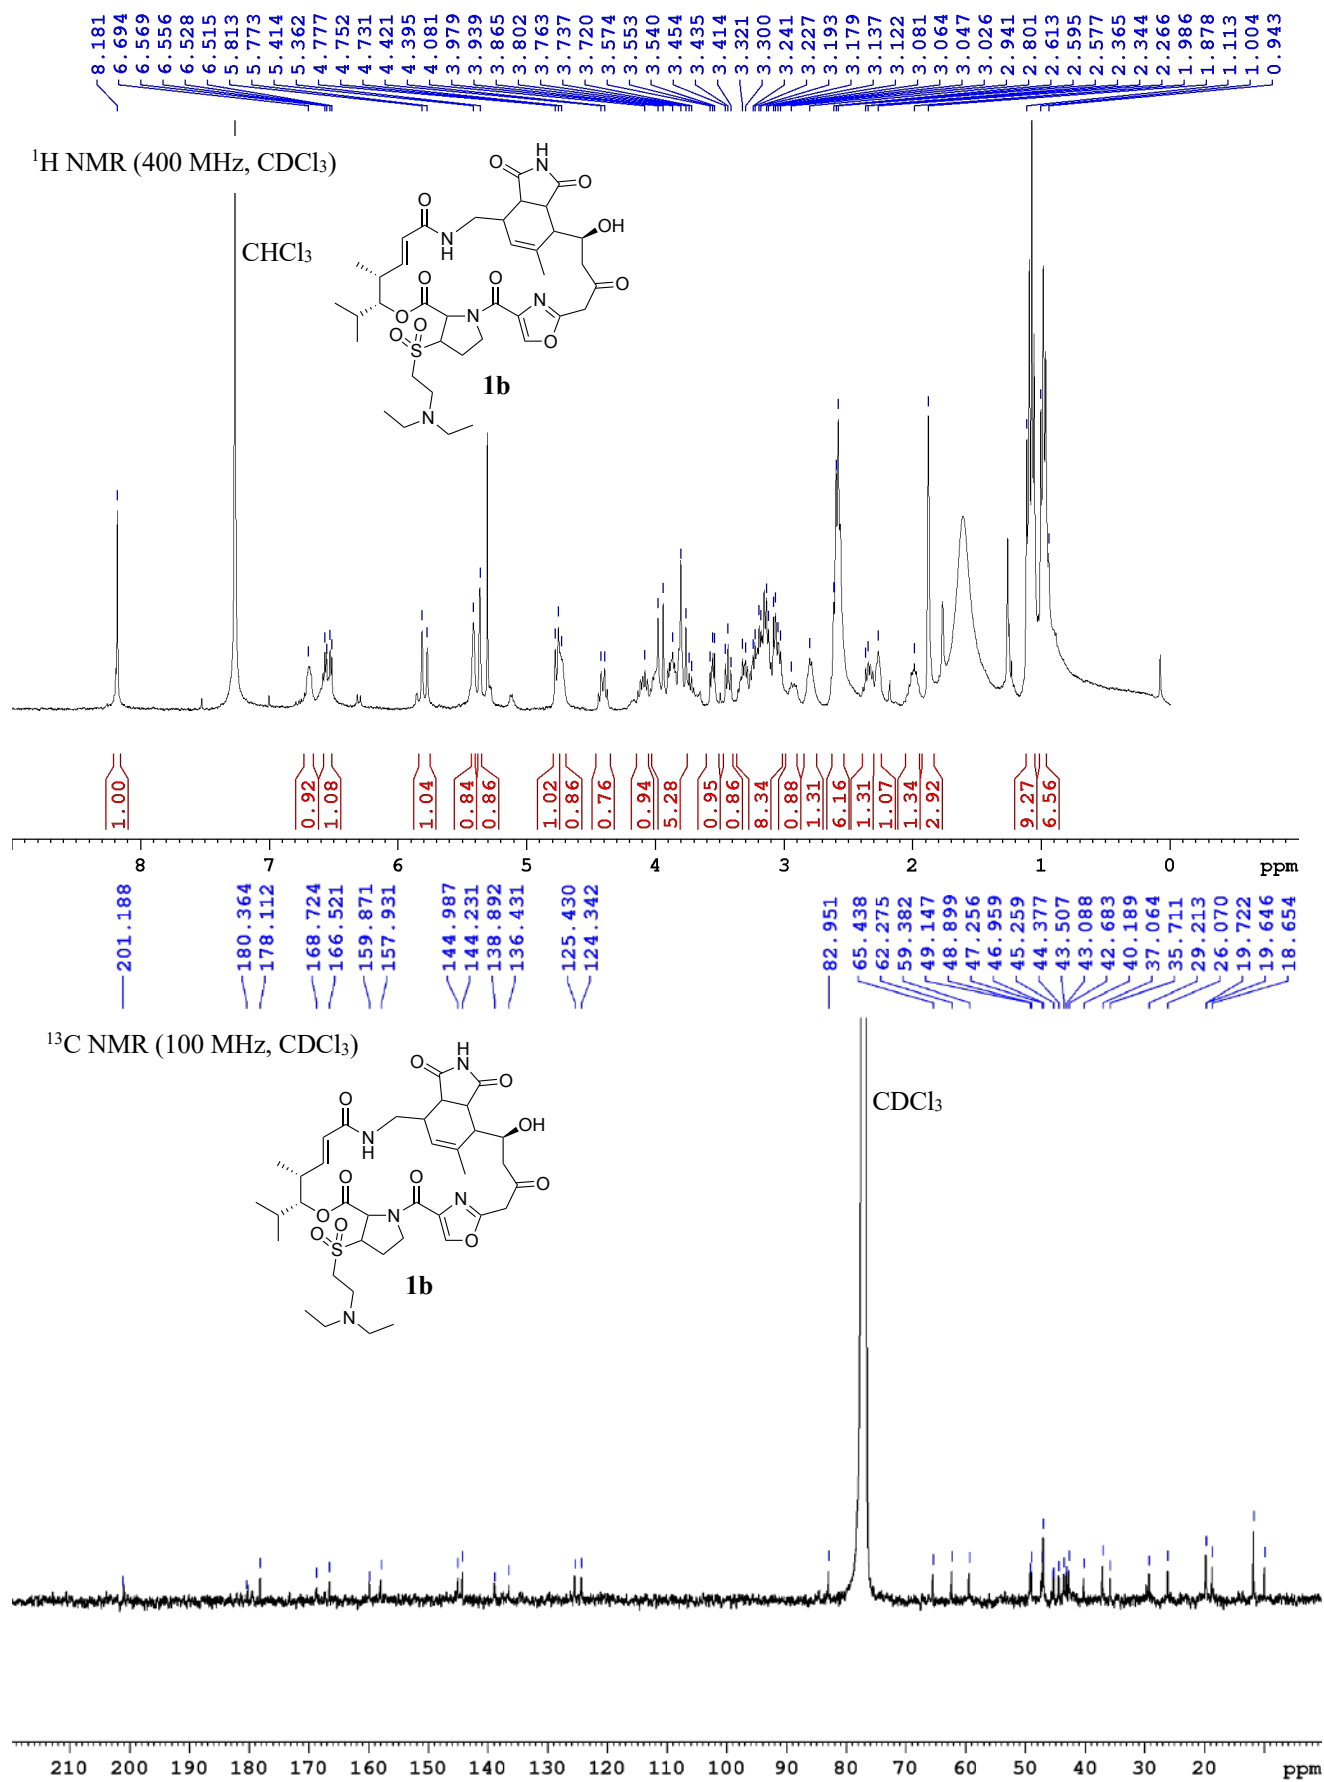 8.181
6.694
6.569
6.556
6.528
6.515
5.813
5.773
5.414
5.362
4.777
4.752
4.731
4.421
4.395
4.081
3.979
3.939
3.865
3.802
3.763
3.737
3.720
3.574
3.553
3.540
3.454
3.435
3.414
3.321
3.300
3.241
3.227
3.193
3.179
3.137
3.122
3.081
3.064
3.047
3.026
2.941
2.801
2.613
2.595
2.577
2.365
2.344
2.266
1.986
1.878
1.113
1.004
0.943
¹H NMR (400 MHz, CDCl₃)
CHCl₃
O
NH
O
O
N
H
OH
O
O
O
N
O
N
O
O
O
S
1b
N
1.00
0.92
1.08
1.04
0.84
0.86
1.02
0.86
0.76
0.94
5.28
0.95
0.86
8.34
0.88
1.31
6.16
1.31
1.07
1.34
2.92
9.27
6.56
8 7 6 5 4 3 2 1 0 ppm
201.188
180.364
178.112
168.724
166.521
159.871
157.931
144.987
144.231
138.892
136.431
125.430
124.342
82.951
65.438
62.275
59.382
49.147
48.899
47.256
46.959
45.259
44.377
43.507
43.088
42.683
40.189
37.064
35.711
29.213
26.070
19.722
19.646
18.654
¹³C NMR (100 MHz, CDCl₃)
CDCl₃
O
NH
O
O
N
H
OH
O
O
O
N
O
N
O
O
O
S
1b
N
210 200 190 180 170 160 150 140 130 120 110 100 90 80 70 60 50 40 30 20 ppm